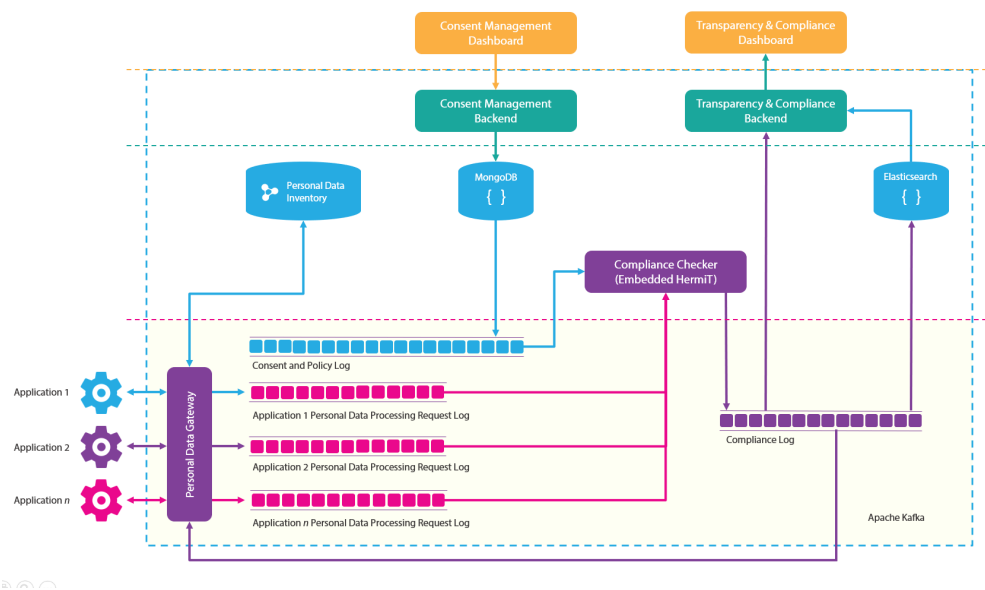 Consent Management
Dashboard
Transparency & Compliance
Dashboard
Consent Management
Backend
Transparency & Compliance
Backend
Personal Data
Inventory
MongoDB
{ }
Elasticsearch
{ }
Compliance Checker
(Embedded HermiT)
Consent and Policy Log
Application 1
Application 1 Personal Data Processing Request Log
Personal Data Gateway
Compliance Log
Application 2
Application 2 Personal Data Processing Request Log
Application n
Application n Personal Data Processing Request Log
Apache Kafka